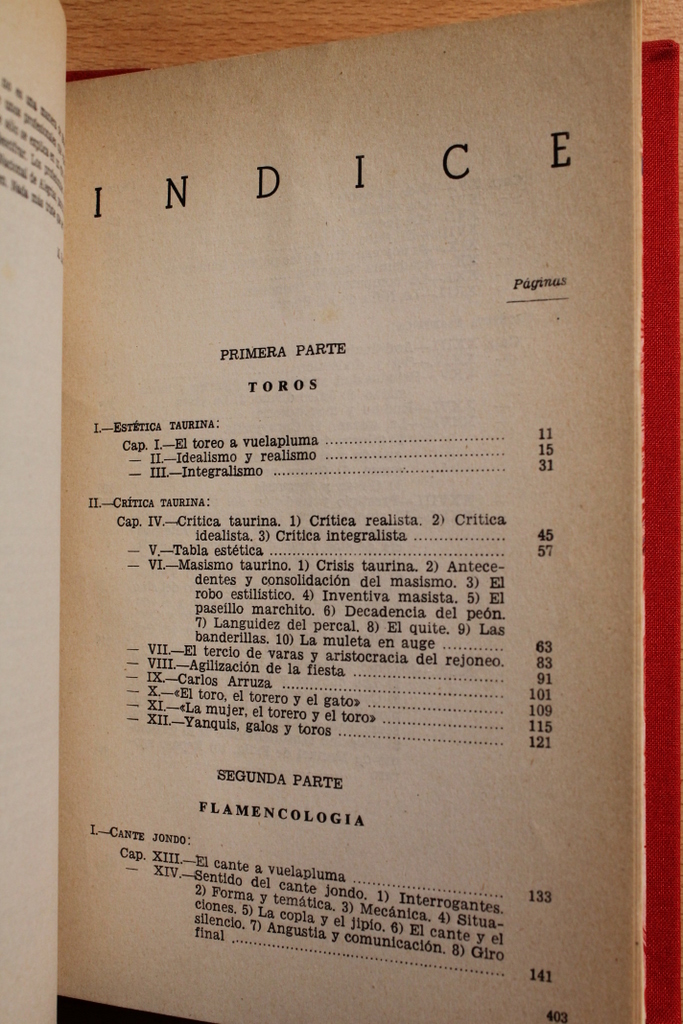 INDICE
Páginas
PRIMERA PARTE
TOROS
I.—ESTÉTICA TAURINA:
Cap. I.—El toreo a vuelapluma ........................ 11
— II.—Idealismo y realismo ........................ 15
— III.—Integralismo ........................ 31
II.—CRÍTICA TAURINA:
Cap. IV.—Crítica taurina. 1) Crítica realista. 2) Crítica
idealista. 3) Crítica integralista ........................ 45
— V.—Tabla estética ........................ 57
— VI.—Masismo taurino. 1) Crisis taurina. 2) Antece-
dentes y consolidación del masismo. 3) El
robo estilístico. 4) Inventiva masista. 5) El
paseillo marchito. 6) Decadencia del peón.
7) Languidez del percal. 8) El quite. 9) Las
banderillas. 10) La muleta en auge ........................ 63
— VII.—El tercio de varas y aristocracia del rejoneo. 83
— VIII.—Agilización de la fiesta ........................ 91
— IX.—Carlos Arruza ........................ 101
— X.—«El toro, el torero y el gato» ........................ 109
— XI.—«La mujer, el torero y el toro» ........................ 115
— XII.—Yanquis, galos y toros ........................ 121
SEGUNDA PARTE
FLAMENCOLOGIA
I.—CANTE JONDO:
Cap. XIII.—El cante a vuelapluma ........................ 133
— XIV.—Sentido del cante jondo. 1) Interrogantes.
2) Forma y temática. 3) Mecánica. 4) Situa-
ciones. 5) La copla y el jipío. 6) El cante y el
silencio. 7) Angustia y comunicación. 8) Giro
final ........................ 141
403